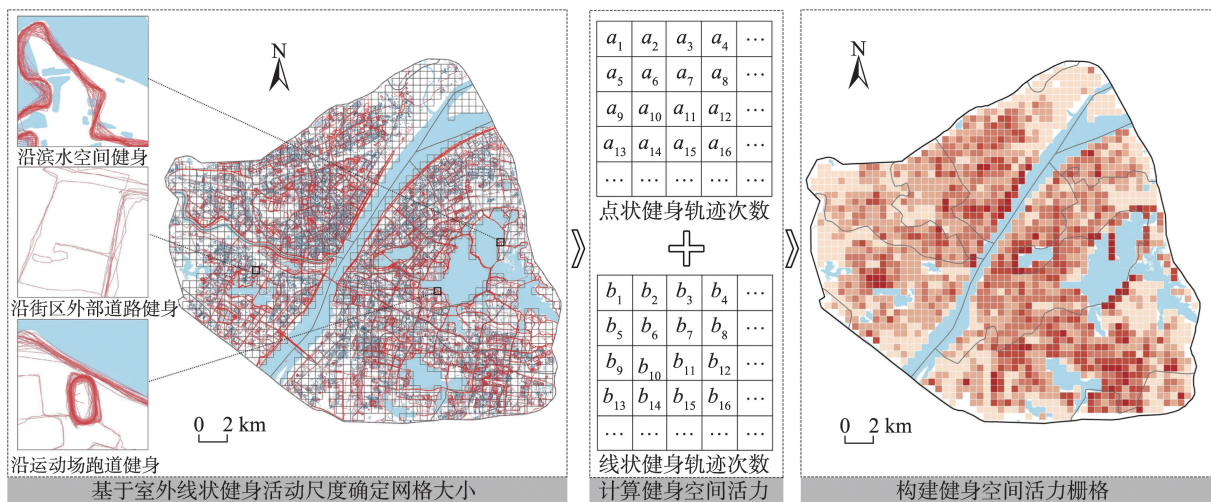 N
沿滨水空间健身
沿街区外部道路健身
沿运动场跑道健身
0 2 km
基于室外线状健身活动尺度确定网格大小
a1 a2 a3 a4 …
a5 a6 a7 a8 …
a9 a10 a11 a12 …
a13 a14 a15 a16 …
… … … … …
点状健身轨迹次数
b1 b2 b3 b4 …
b5 b6 b7 b8 …
b9 b10 b11 b12 …
b13 b14 b15 b16 …
… … … … …
线状健身轨迹次数
计算健身空间活力
N
0 2 km
构建健身空间活力栅格